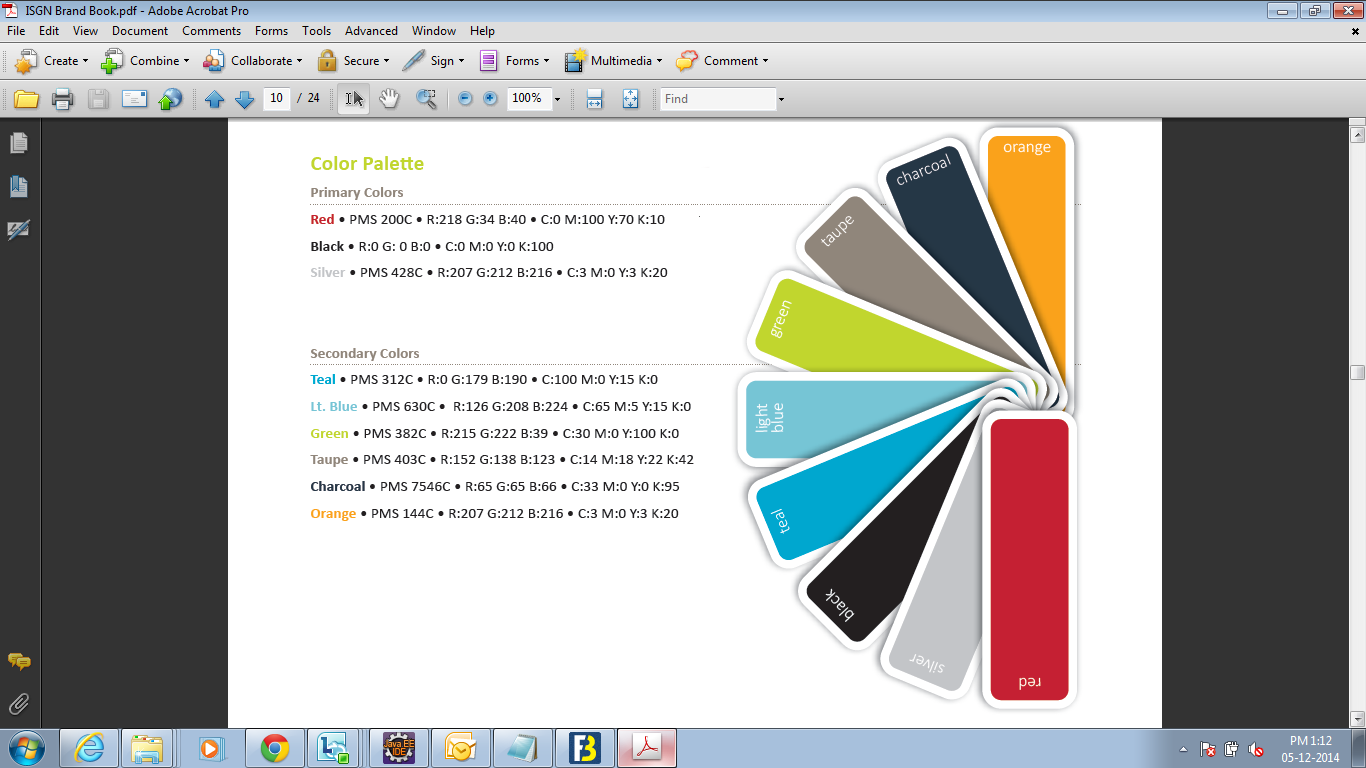 ISGN Brand Book.pdf - Adobe Acrobat Pro
File Edit View Document Comments Forms Tools Advanced Window Help
Create Combine Collaborate Secure Sign Forms Multimedia Comment
10 / 24 100% Find
Color Palette
Primary Colors
Red • PMS 200C • R:218 G:34 B:40 • C:0 M:100 Y:70 K:10
Black • R:0 G: 0 B:0 • C:0 M:0 Y:0 K:100
Silver • PMS 428C • R:207 G:212 B:216 • C:3 M:0 Y:3 K:20
Secondary Colors
Teal • PMS 312C • R:0 G:179 B:190 • C:100 M:0 Y:15 K:0
Lt. Blue • PMS 630C • R:126 G:208 B:224 • C:65 M:5 Y:15 K:0
Green • PMS 382C • R:215 G:222 B:39 • C:30 M:0 Y:100 K:0
Taupe • PMS 403C • R:152 G:138 B:123 • C:14 M:18 Y:22 K:42
Charcoal • PMS 7546C • R:65 G:65 B:66 • C:33 M:0 Y:0 K:95
Orange • PMS 144C • R:207 G:212 B:216 • C:3 M:0 Y:3 K:20
orange
charcoal
taupe
green
light
blue
teal
black
silver
red
Java EE
IDE
PM 1:12
05-12-2014